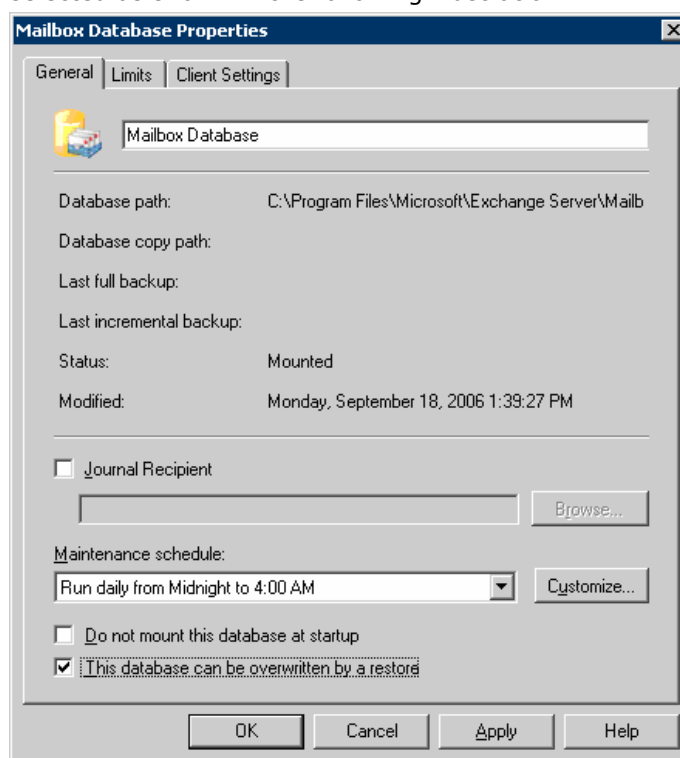 Mailbox Database Properties
General Limits Client Settings
Mailbox Database
Database path: C:\Program Files\Microsoft\Exchange Server\Mailb
Database copy path:
Last full backup:
Last incremental backup:
Status: Mounted
Modified: Monday, September 18, 2006 1:39:27 PM
Journal Recipient
Browse...
Maintenance schedule:
Run daily from Midnight to 4:00 AM Customize...
Do not mount this database at startup
This database can be overwritten by a restore
OK Cancel Apply Help